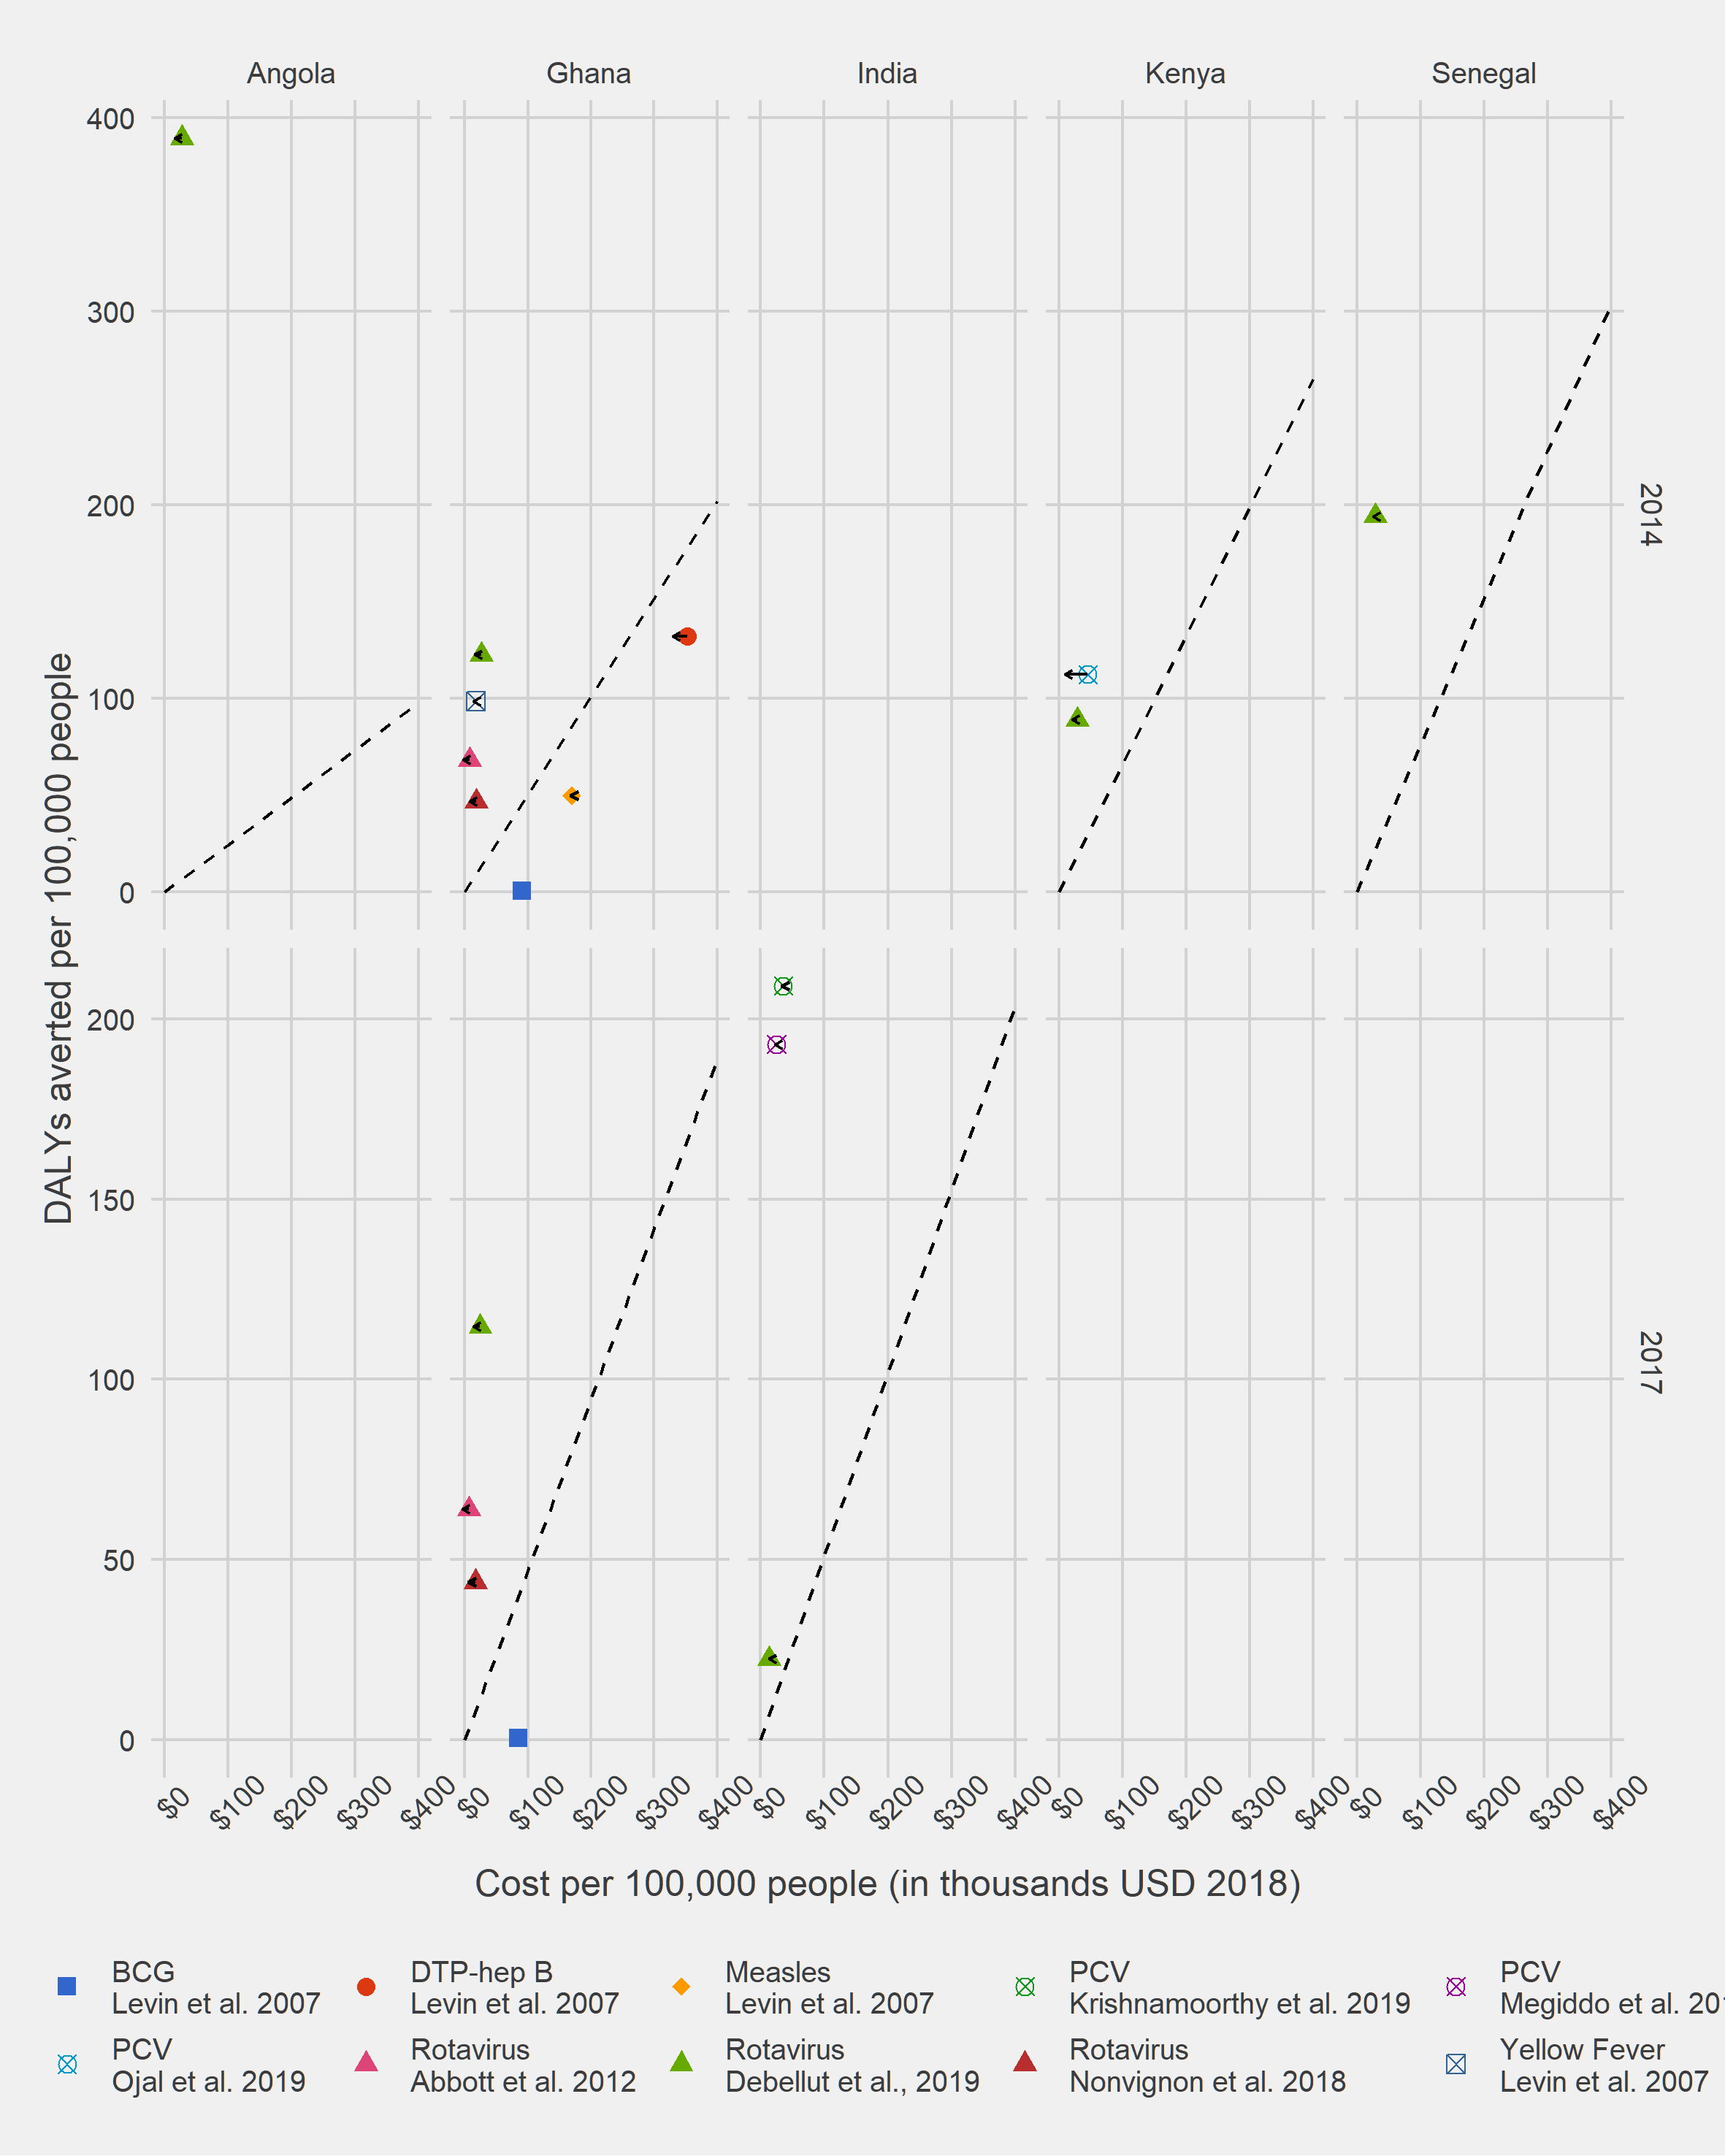 Angola Ghana India Kenya Senegal
400
300
200
100
0
2014
DALYs averted per 100,000 people
200
150
100
50
0
2017
$0 $100 $200 $300 $400 $0 $100 $200 $300 $400 $0 $100 $200 $300 $400 $0 $100 $200 $300 $400 $0 $100 $200 $300 $400
Cost per 100,000 people (in thousands USD 2018)
BCG
Levin et al. 2007
DTP-hep B
Levin et al. 2007
Measles
Levin et al. 2007
PCV
Krishnamoorthy et al. 2019
PCV
Megiddo et al.
PCV
Ojal et al. 2019
Rotavirus
Abbott et al. 2012
Rotavirus
Debellut et al., 2019
Rotavirus
Nonvignon et al. 2018
Yellow Fever
Levin et al. 2007